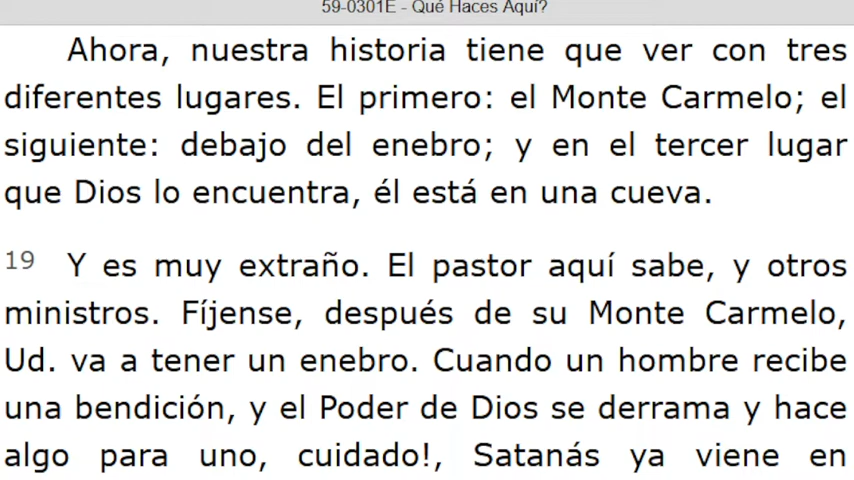 59-0301E - Qué Haces Aquí?
Ahora, nuestra historia tiene que ver con tres
diferentes lugares. El primero: el Monte Carmelo; el
siguiente: debajo del enebro; y en el tercer lugar
que Dios lo encuentra, él está en una cueva.
19 Y es muy extraño. El pastor aquí sabe, y otros
ministros. Fíjense, después de su Monte Carmelo,
Ud. va a tener un enebro. Cuando un hombre recibe
una bendición, y el Poder de Dios se derrama y hace
algo para uno, cuidado!, Satanás ya viene en